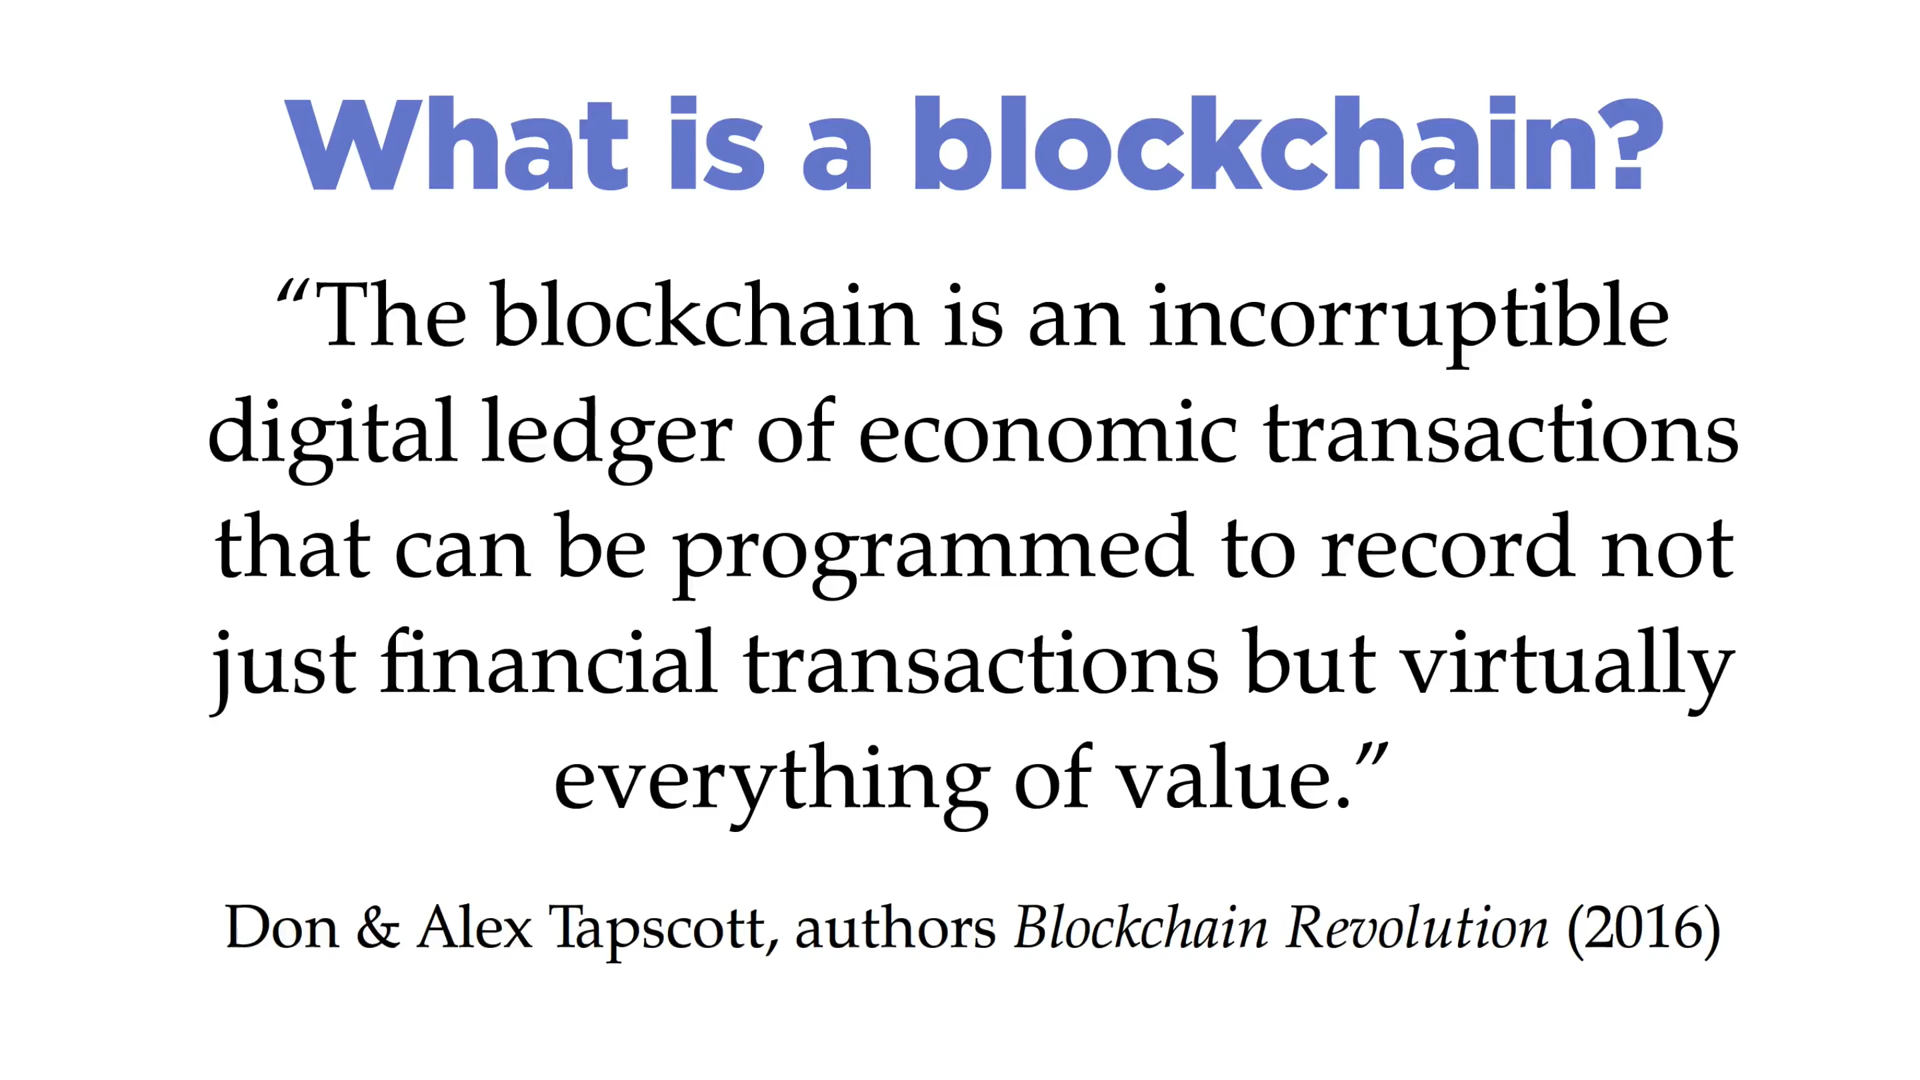 What is a blockchain?
“The blockchain is an incorruptible
digital ledger of economic transactions
that can be programmed to record not
just financial transactions but virtually
everything of value.”
Don & Alex Tapscott, authors Blockchain Revolution (2016)